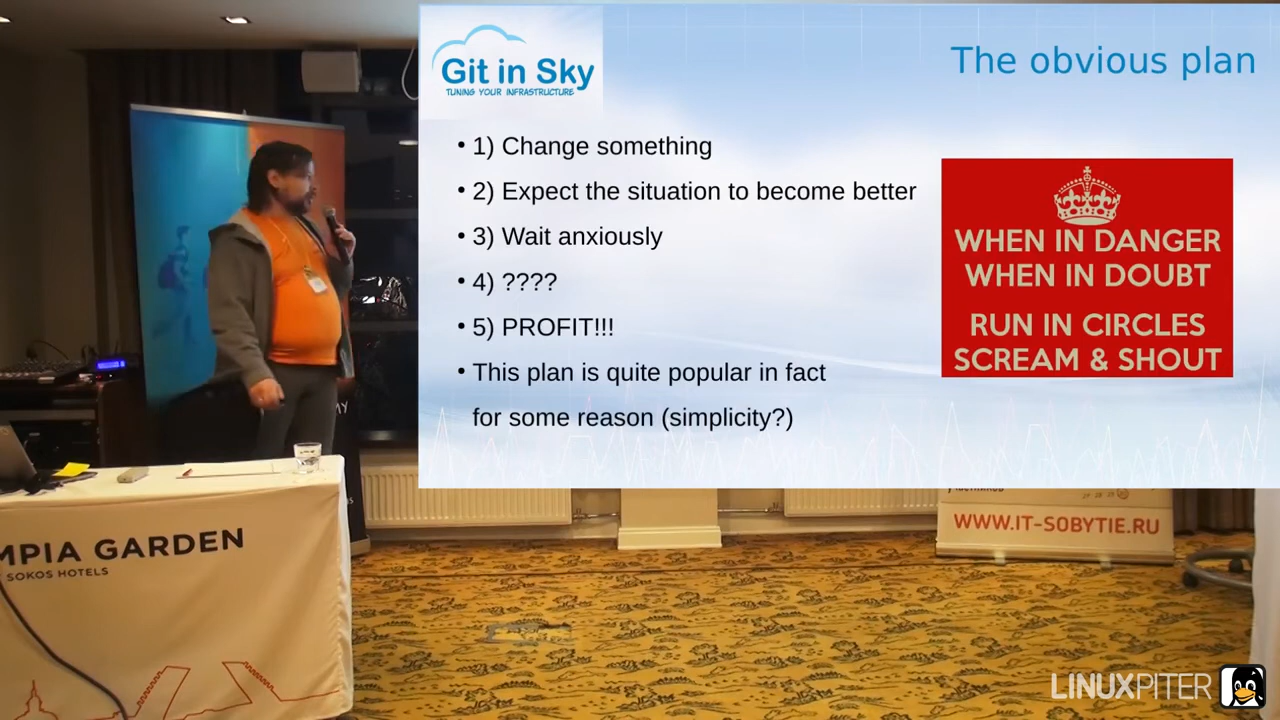 Git in Sky
TUNING YOUR INFRASTRUCTURE
The obvious plan
• 1) Change something
• 2) Expect the situation to become better
• 3) Wait anxiously
• 4) ????
• 5) PROFIT!!!
• This plan is quite popular in fact
for some reason (simplicity?)
WHEN IN DANGER
WHEN IN DOUBT
RUN IN CIRCLES
SCREAM & SHOUT
WWW.IT-SOBYTIE.RU
MPIA GARDEN
SOKOS HOTELS
LINUXPITER